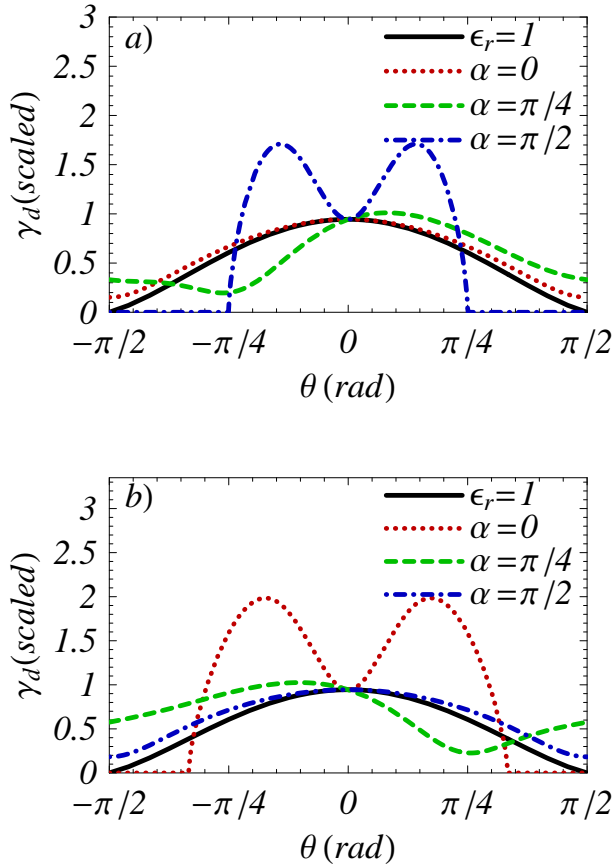 a)
ϵr=1
α=0
α=π/4
α=π/2
γd(scaled)
3
2.5
2
1.5
1
0.5
0
−π/2 −π/4 0 π/4 π/2
θ (rad)
b)
ϵr=1
α=0
α=π/4
α=π/2
γd(scaled)
3
2.5
2
1.5
1
0.5
0
−π/2 −π/4 0 π/4 π/2
θ (rad)